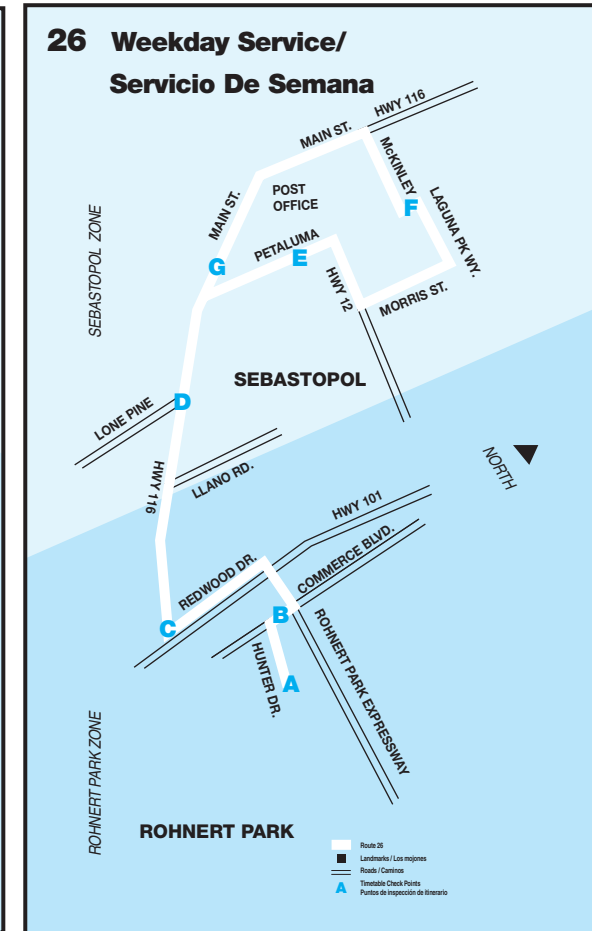 26 Weekday Service/
Servicio De Semana
HWY 116
MAIN ST.
McKINLEY
MAIN ST.
POST
OFFICE
F
LAGUNA PK WY.
SEBASTOPOL ZONE
G
PETALUMA
E
HWY 12
MORRIS ST.
SEBASTOPOL
LONE PINE
D
NORTH
HWY 116
LLANO RD.
HWY 101
REDWOOD DR.
COMMERCE BLVD.
C
B
ROHNERT PARK EXPRESSWAY
HUNTER DR.
A
ROHNERT PARK ZONE
ROHNERT PARK
Route 26
Landmarks / Los mojones
Roads / Caminos
A Timetable Check Points
Puntos de inspección de itinerario